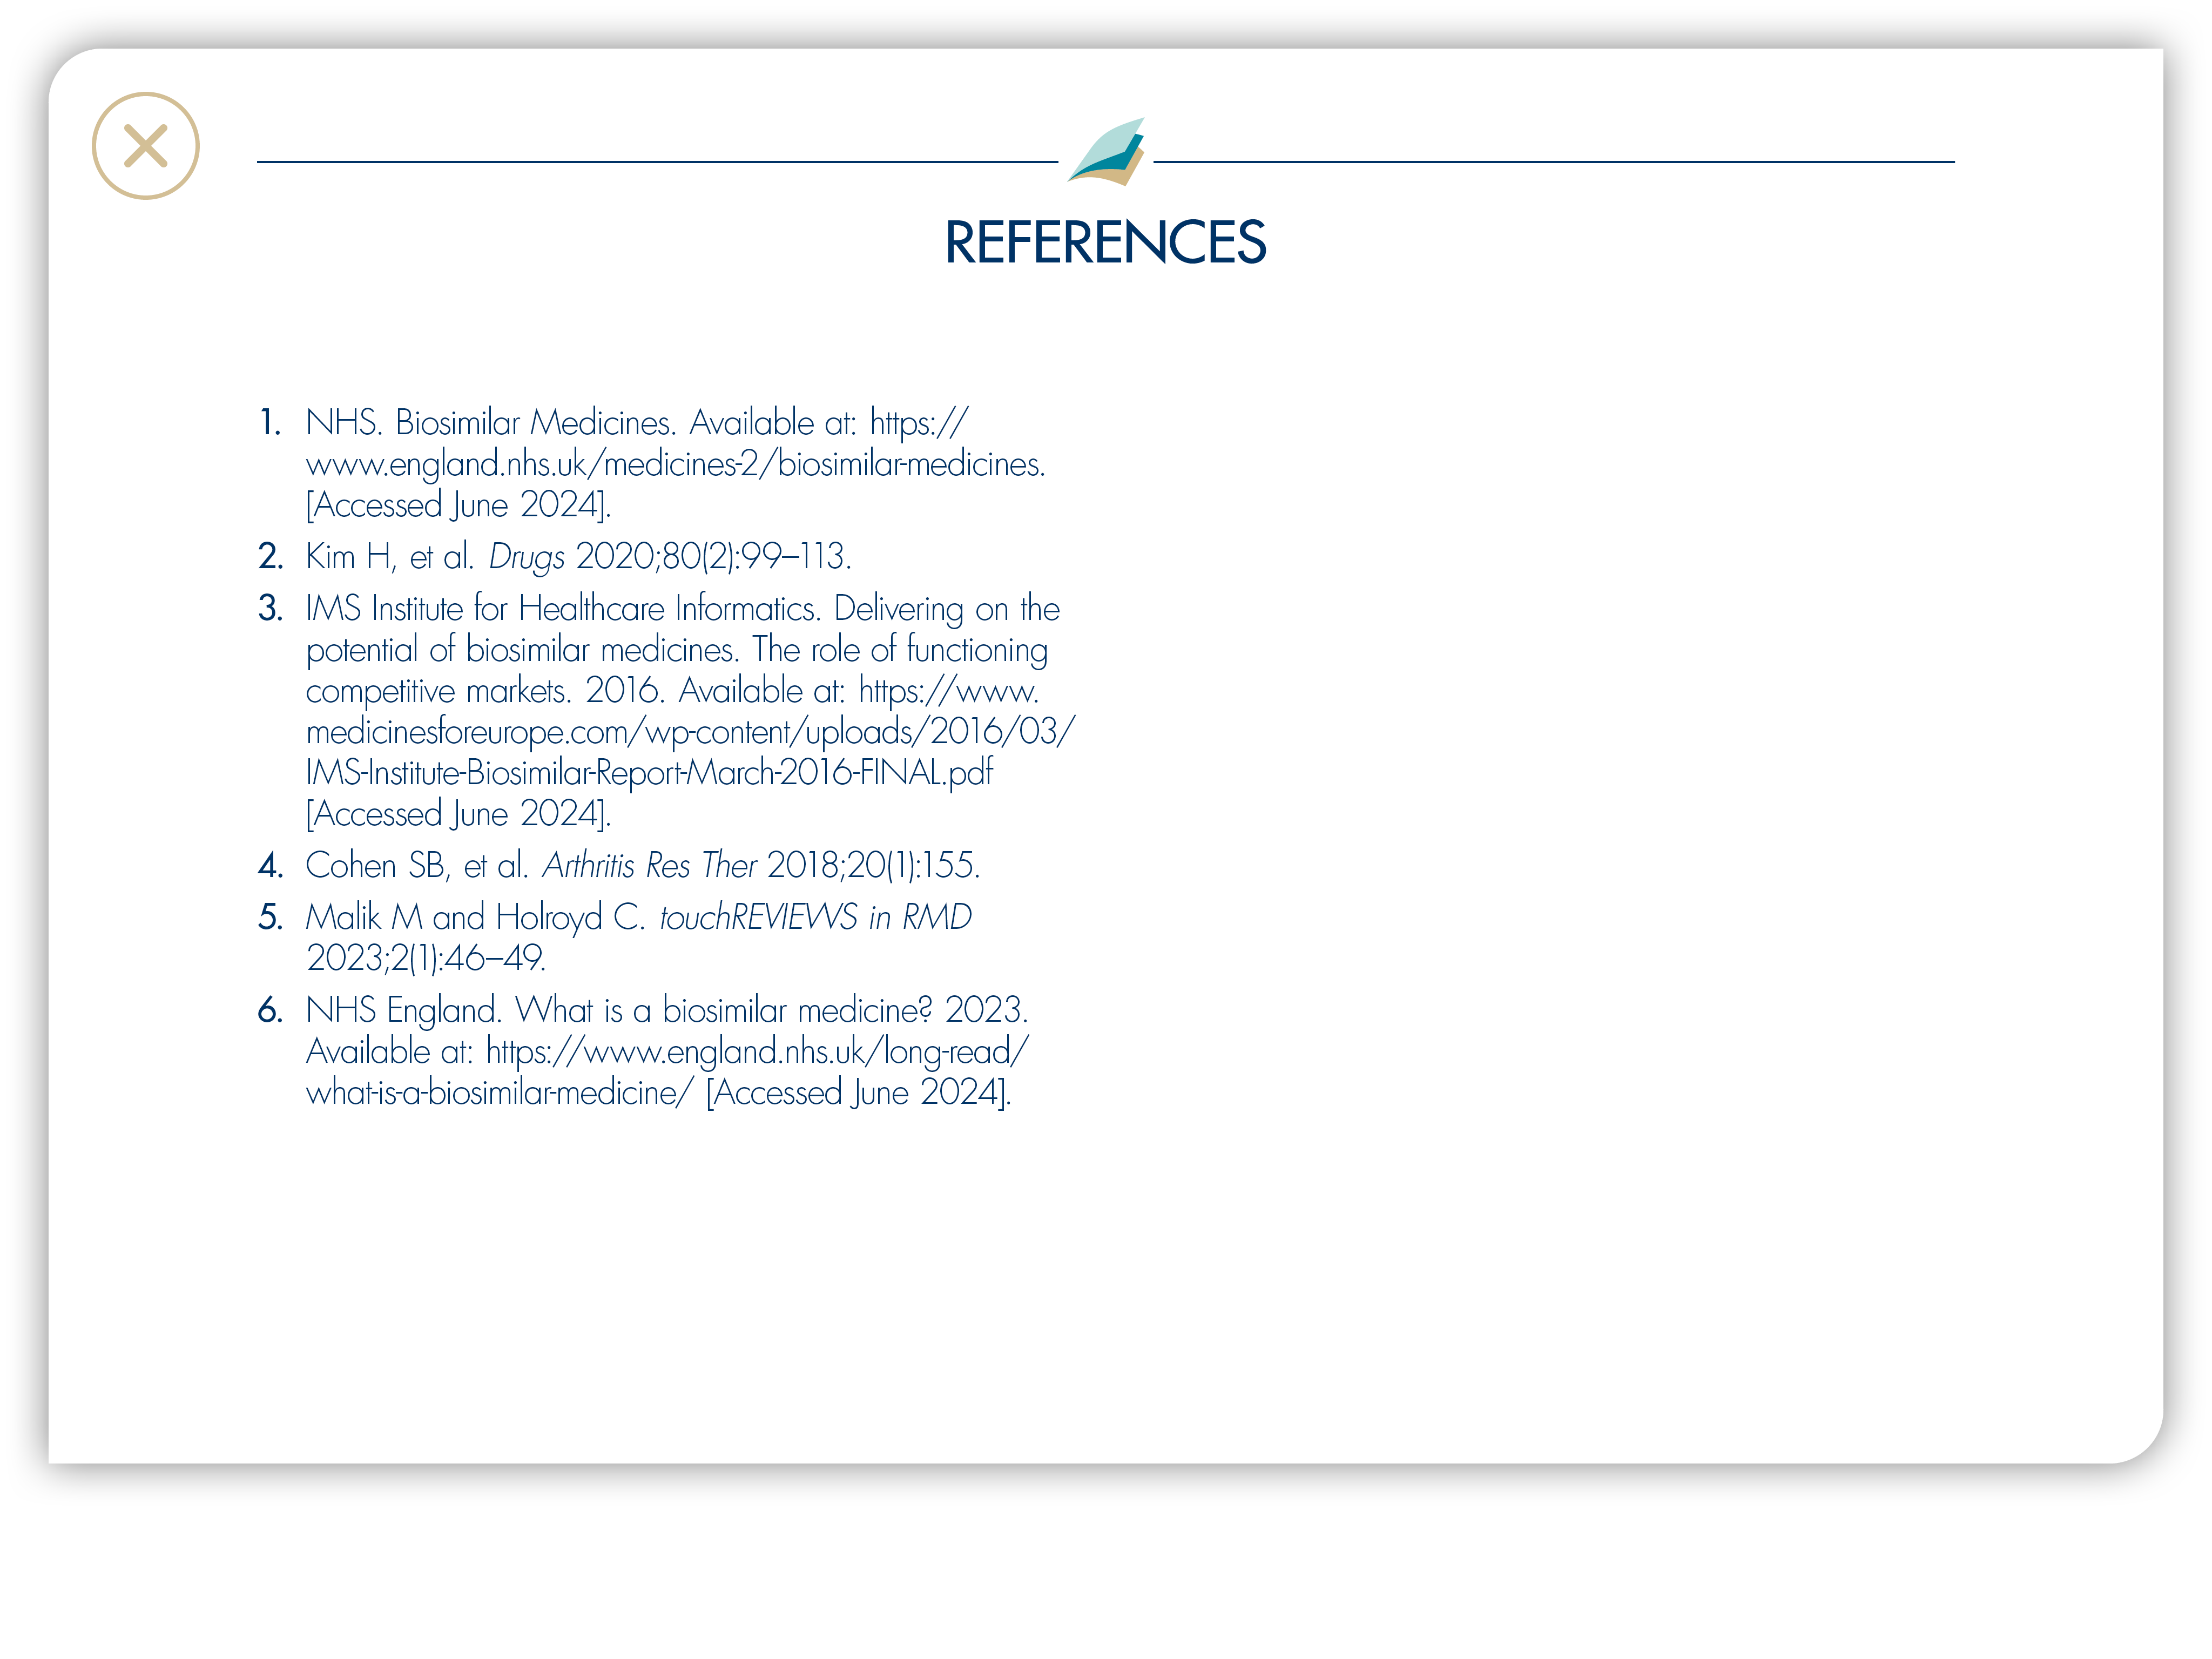 REFERENCES
1. NHS. Biosimilar Medicines. Available at: https://
www.england.nhs.uk/medicines-2/biosimilar-medicines.
[Accessed June 2024].
2. Kim H, et al. Drugs 2020;80(2):99–113.
3. IMS Institute for Healthcare Informatics. Delivering on the
potential of biosimilar medicines. The role of functioning
competitive markets. 2016. Available at: https://www.
medicinesforeurope.com/wp-content/uploads/2016/03/
IMS-Institute-Biosimilar-Report-March-2016-FINAL.pdf
[Accessed June 2024].
4. Cohen SB, et al. Arthritis Res Ther 2018;20(1):155.
5. Malik M and Holroyd C. touchREVIEWS in RMD
2023;2(1):46–49.
6. NHS England. What is a biosimilar medicine? 2023.
Available at: https://www.england.nhs.uk/long-read/
what-is-a-biosimilar-medicine/ [Accessed June 2024].